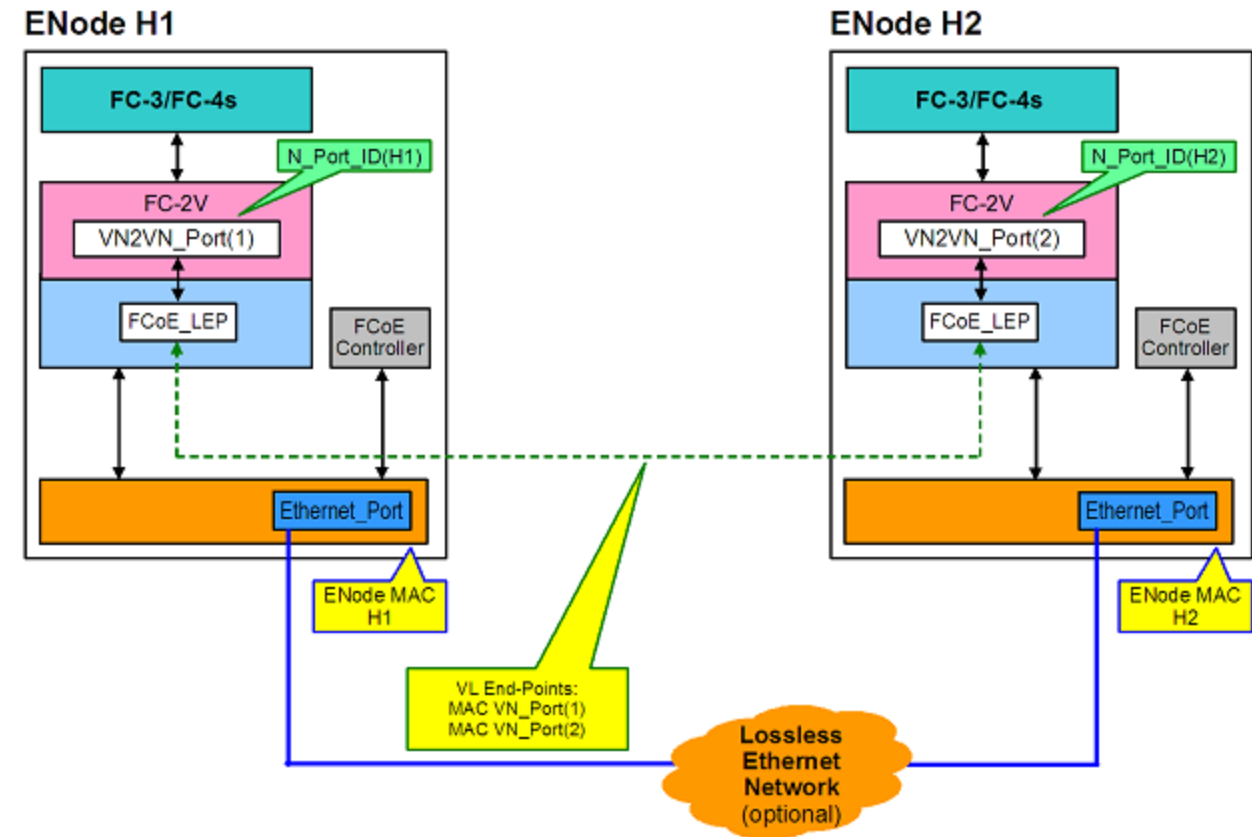 ENode H1
FC-3/FC-4s
N_Port_ID(H1)
FC-2V
VN2VN_Port(1)
FCoE_LEP
FCoE
Controller
Ethernet_Port
ENode MAC
H1
ENode H2
FC-3/FC-4s
N_Port_ID(H2)
FC-2V
VN2VN_Port(2)
FCoE_LEP
FCoE
Controller
Ethernet_Port
ENode MAC
H2
VL End-Points:
MAC VN_Port(1)
MAC VN_Port(2)
Lossless
Ethernet
Network
(optional)